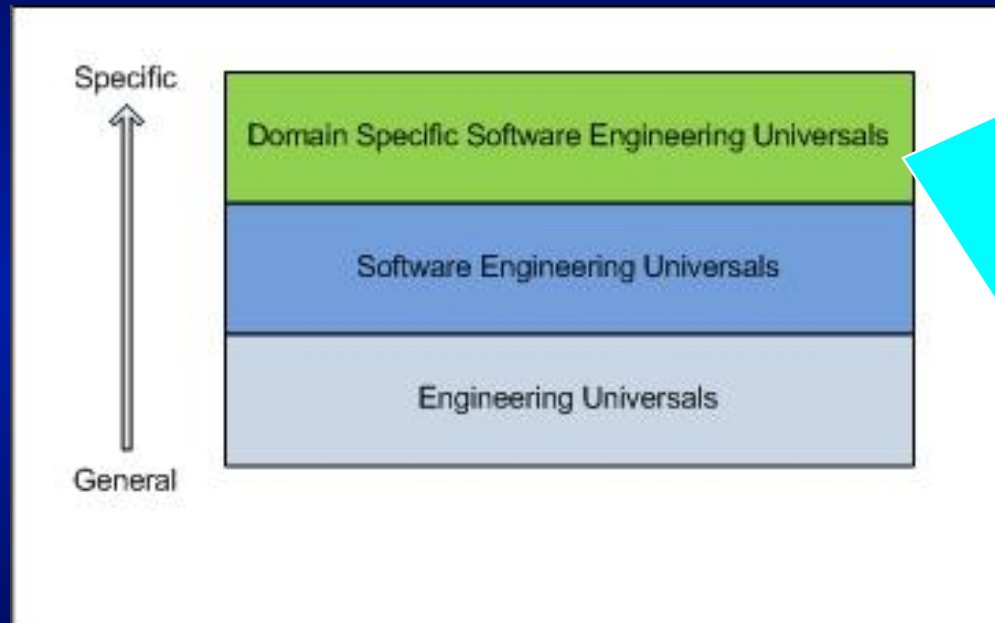 Specific
Domain Specific Software Engineering Universals
Software Engineering Universals
Engineering Universals
General